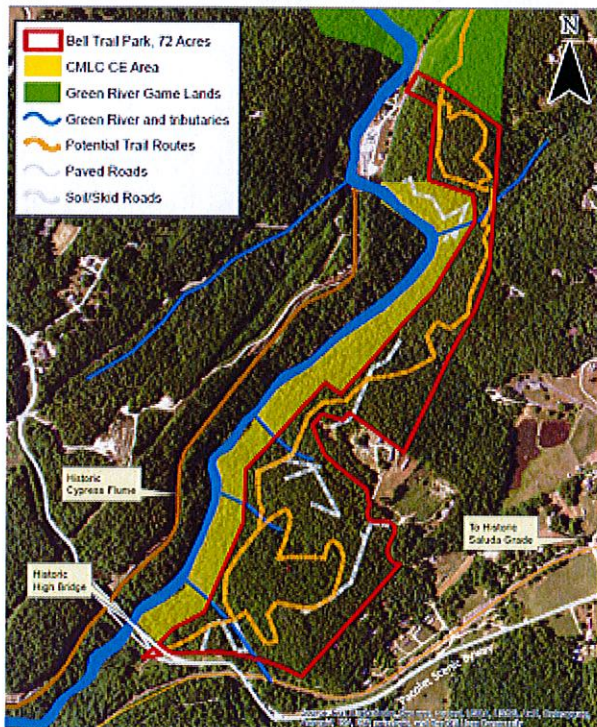 Bell Trail Park, 72 Acres
CMLC CE Area
Green River Game Lands
Green River and tributaries
Potential Trail Routes
Paved Roads
Soil/Skid Roads
N
Historic
Cypress Flume
To Historic
Saluda Grade
Historic
High Bridge
Pacolet Scenic Byway